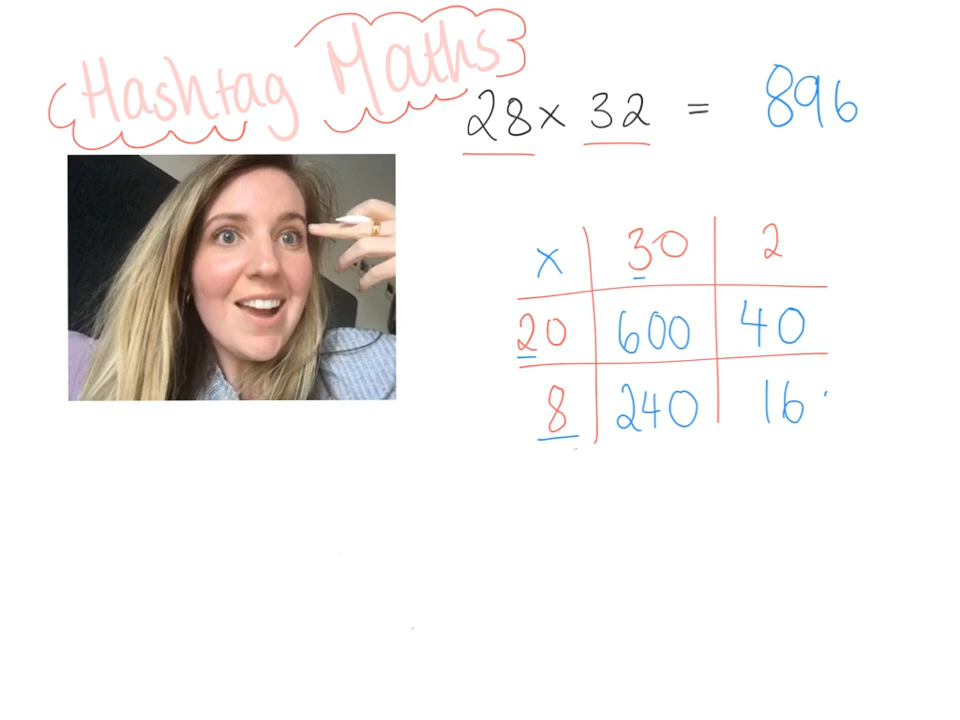 Hashtag Maths
28 x 32 = 896
x 30 2
20 600 40
8 240 16